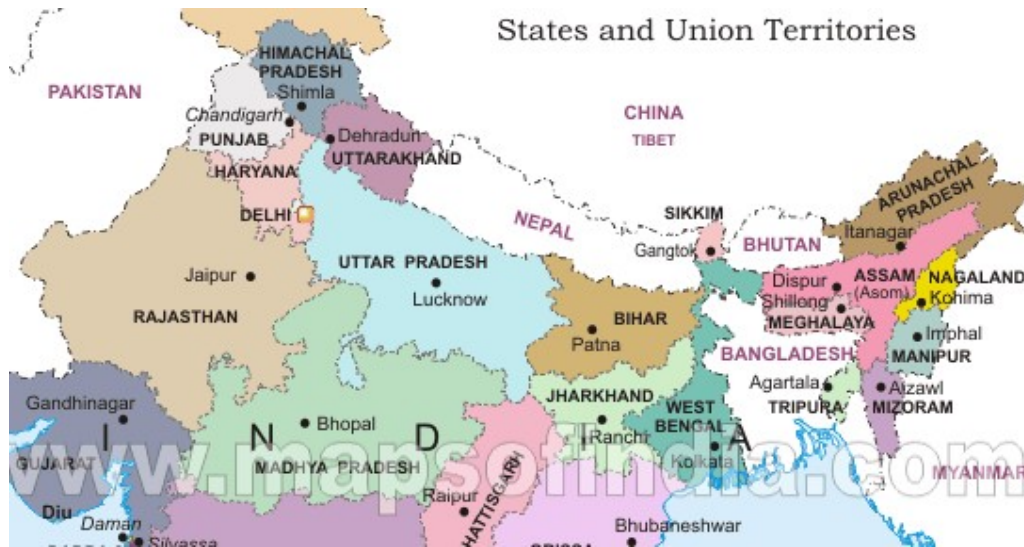 States and Union Territories
HIMACHAL
PRADESH
Shimla
PAKISTAN
Chandigarh
PUNJAB
CHINA
TIBET
Dehradun
UTTARAKHAND
HARYANA
ARUNACHAL
PRADESH
DELHI
SIKKIM
NEPAL
Gangtok
BHUTAN
Itanagar
UTTAR PRADESH
Jaipur
Lucknow
Dispur
ASSAM
(Asom)
NAGALAND
Shillong
Kohima
RAJASTHAN
BIHAR
MEGHALAYA
Patna
Imphal
BANGLADESH
MANIPUR
Agartala
Aizawl
JHARKHAND
TRIPURA
MIZORAM
Gandhinagar
WEST
BENGAL
Bhopal
Ranchi
I N D I A
Kolkata
GUJARAT
MADHYA PRADESH
www.mapsofindia.com
MYANMAR
Raipur
HATTISGARH
Diu
Daman
Bhubaneshwar
Silvassa